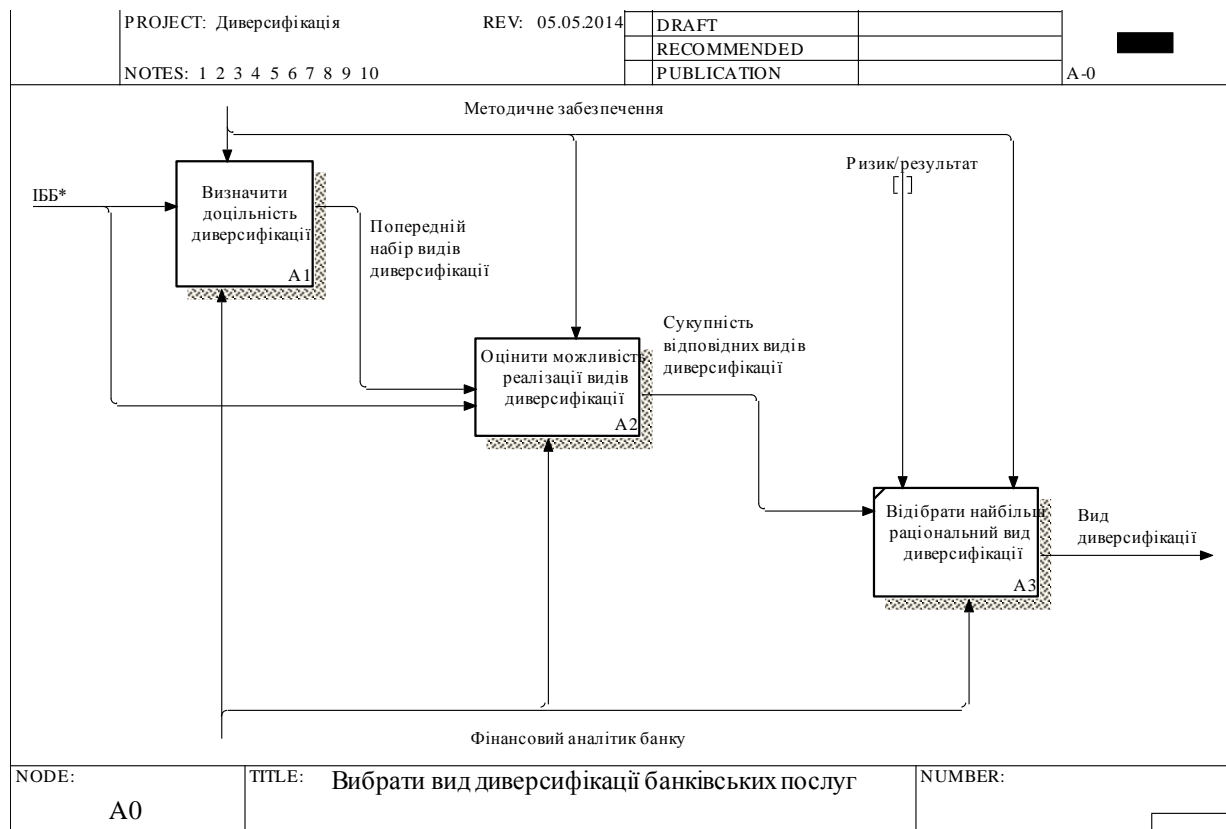 PROJECT: Диверсифікація
REV: 05.05.2014
DRAFT
RECOMMENDED
NOTES: 1 2 3 4 5 6 7 8 9 10
PUBLICATION
A-0
Методичне забезпечення
Ризик/результат
[ ]
ІББ*
Визначити
доцільність
диверсифікації
A1
Попередній
набір видів
диверсифікації
Сукупність
відповідних видів
диверсифікації
Оцінити можливість
реалізації видів
диверсифікації
A2
Відібрати найбільш
раціональний вид
диверсифікації
A3
Вид
диверсифікації
Фінансовий аналітик банку
NODE:
A0
TITLE: Вибрати вид диверсифікації банківських послуг
NUMBER: